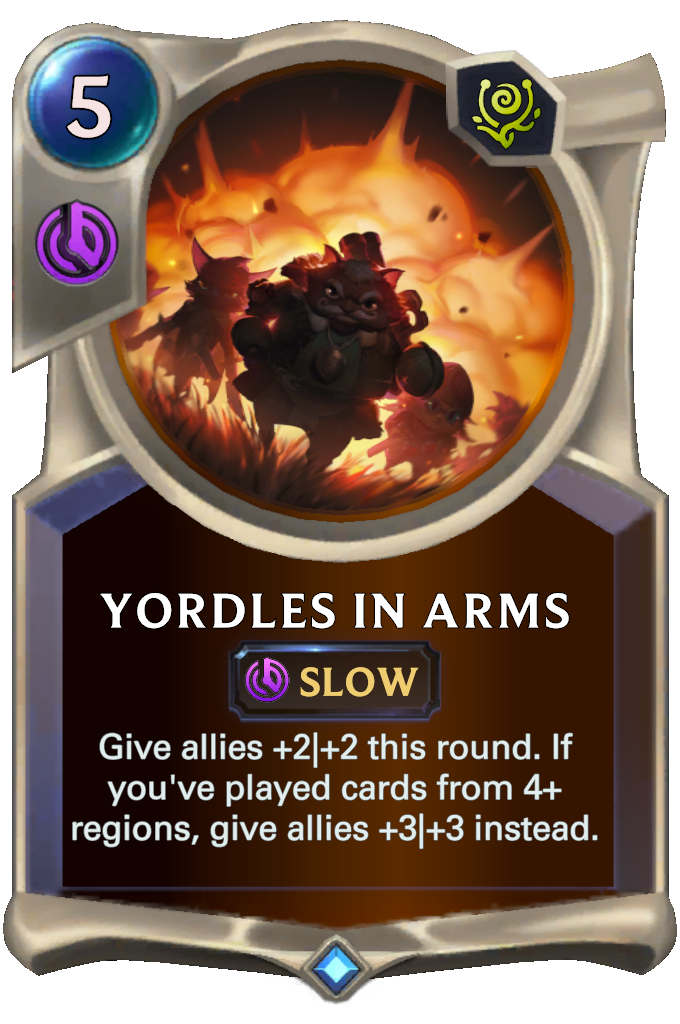 5
YORDLES IN ARMS
SLOW
Give allies +2|+2 this round. If
you've played cards from 4+
regions, give allies +3|+3 instead.